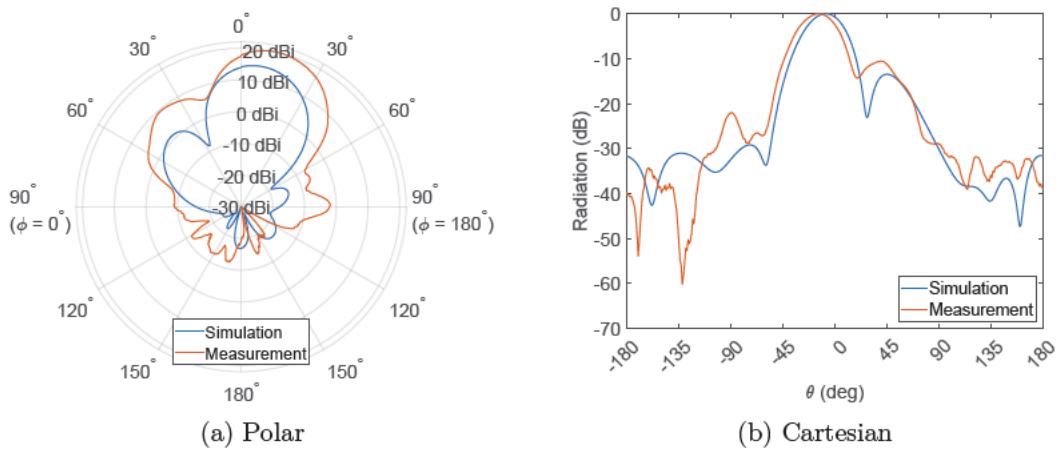 0°
30°
30°
60°
60°
90°
(ϕ = 0°)
90°
(ϕ = 180°)
120°
120°
150°
150°
180°
20 dBi
10 dBi
0 dBi
-10 dBi
-20 dBi
-30 dBi
Simulation
Measurement
(a) Polar
-0
-10
-20
-30
-40
-50
-60
-70
Radiation (dB)
-180
-135
-90
-45
0
45
90
135
180
θ (deg)
Simulation
Measurement
(b) Cartesian